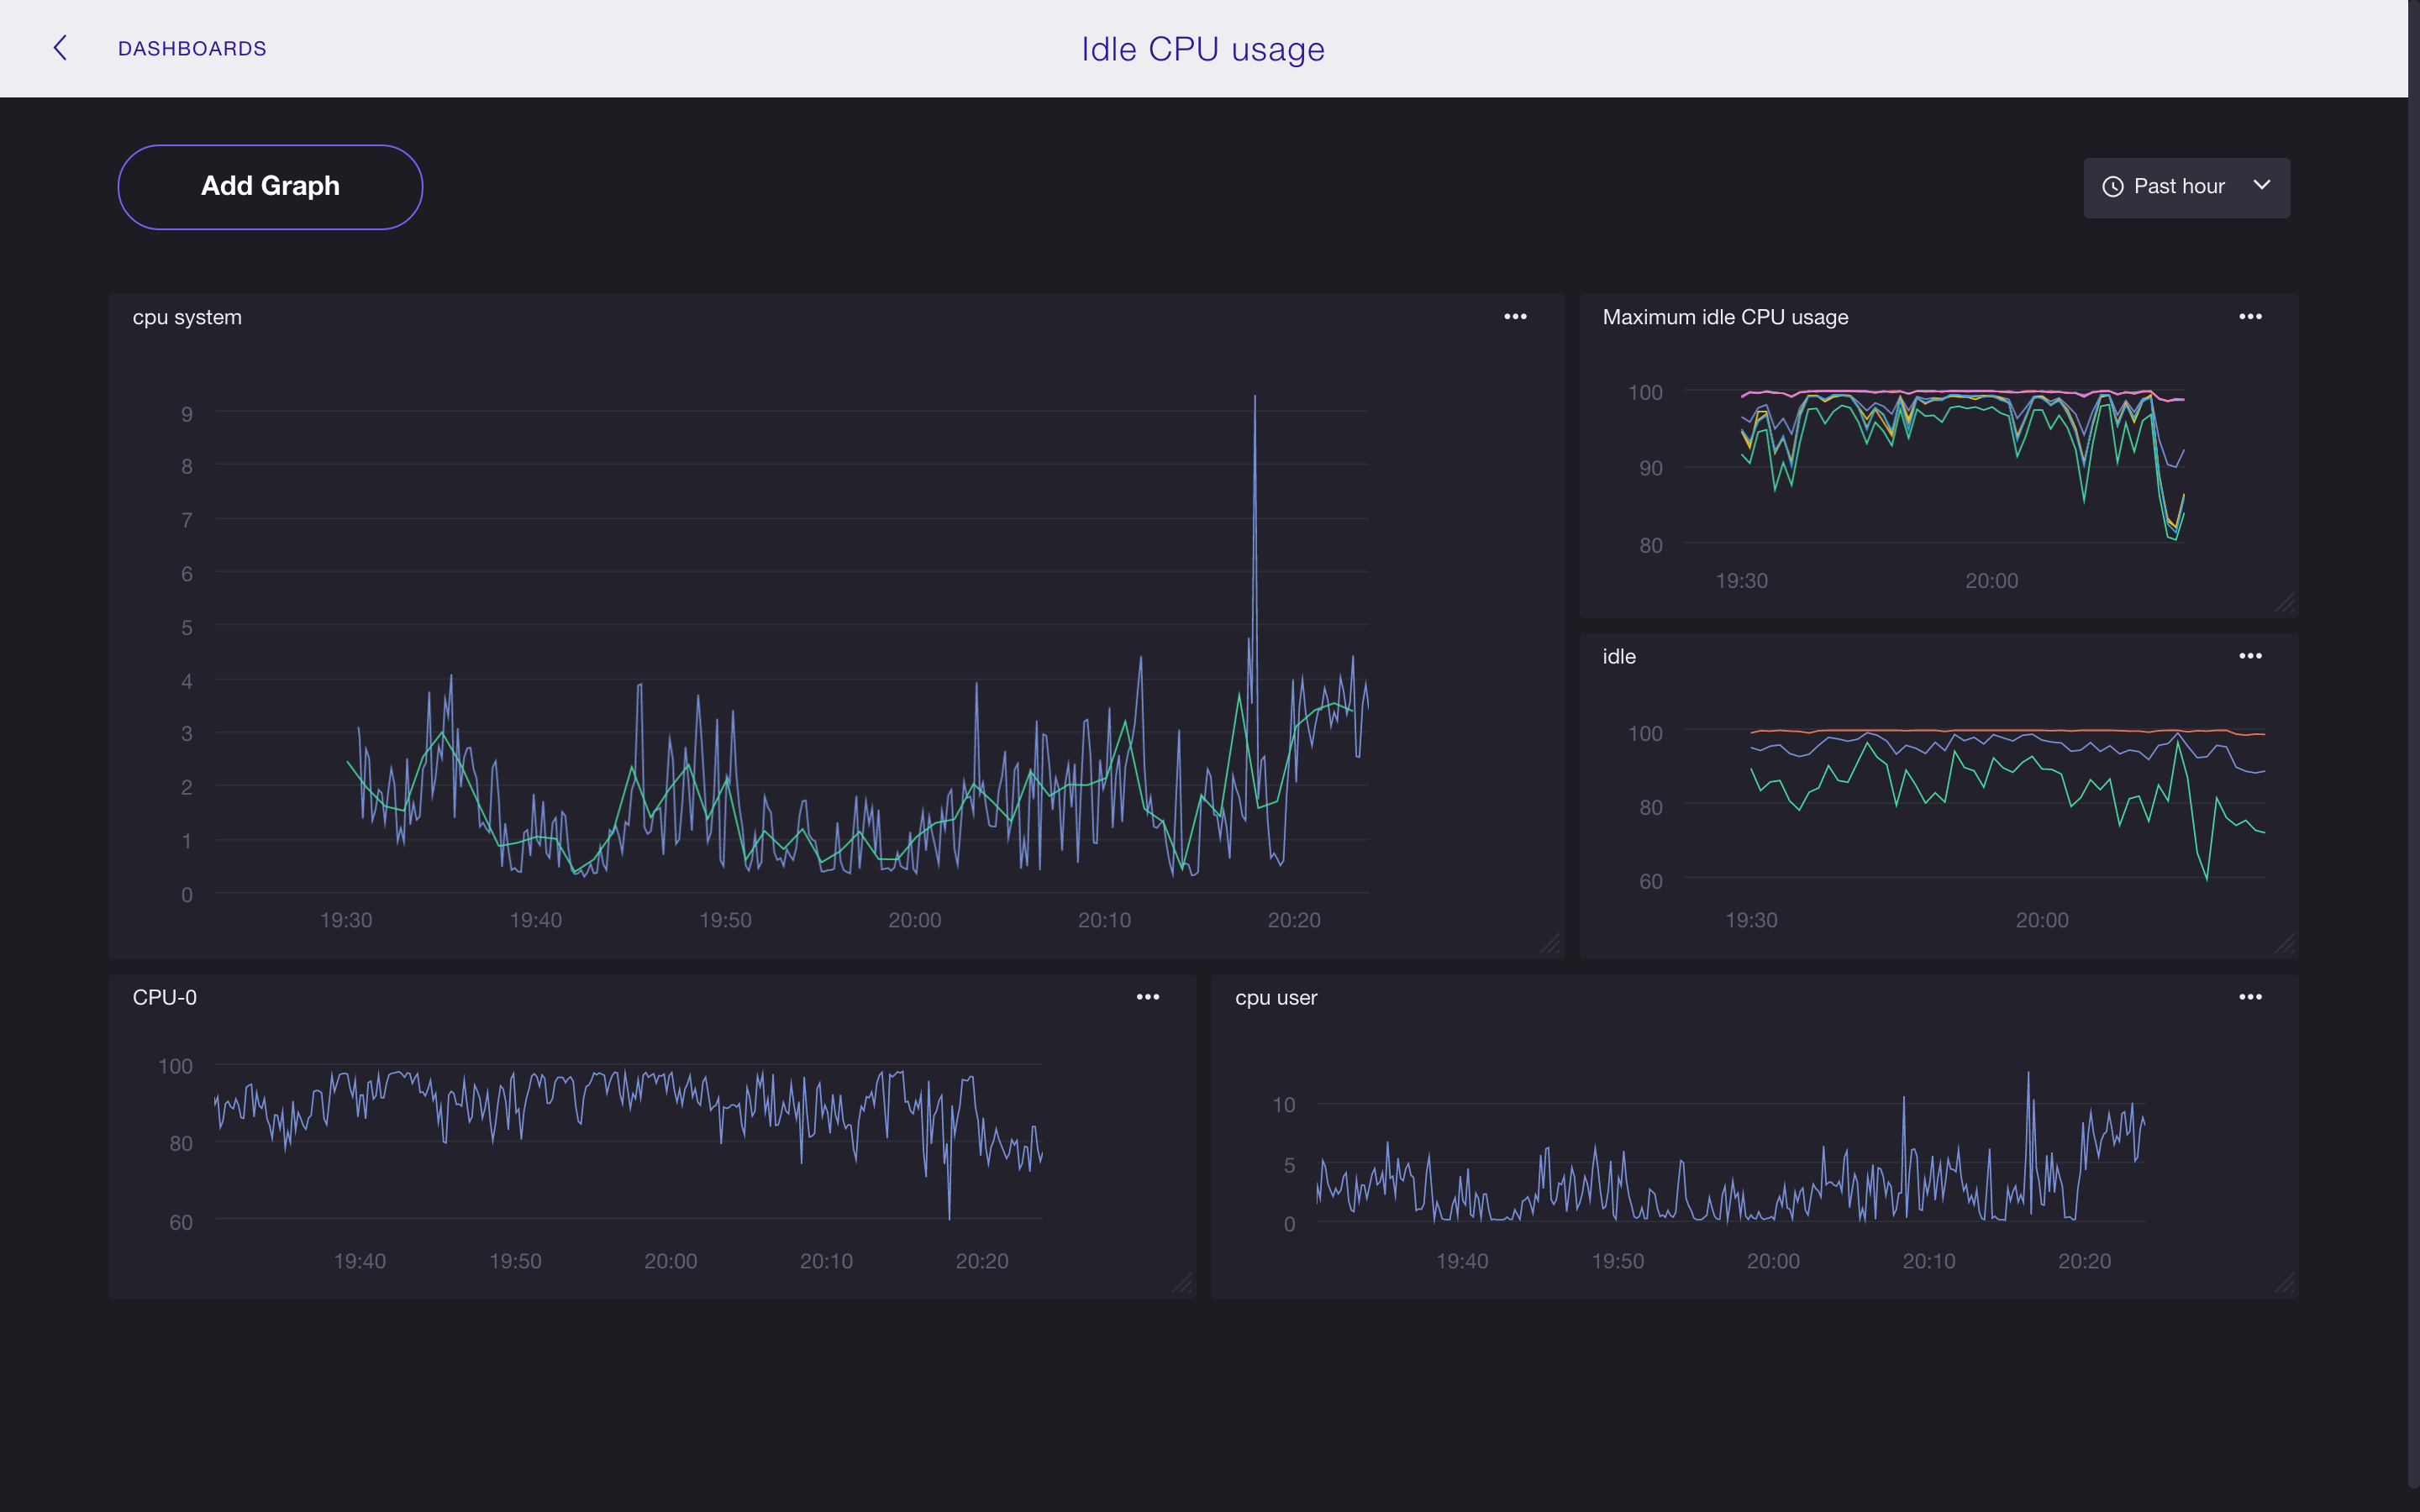 DASHBOARDS
Idle CPU usage
Add Graph
Past hour
cpu system
9
8
7
6
5
4
3
2
1
0
19:30 19:40 19:50 20:00 20:10 20:20
Maximum idle CPU usage
100
90
80
19:30 20:00
idle
100
80
60
19:30 20:00
CPU-0
100
80
60
19:40 19:50 20:00 20:10 20:20
cpu user
10
5
0
19:40 19:50 20:00 20:10 20:20